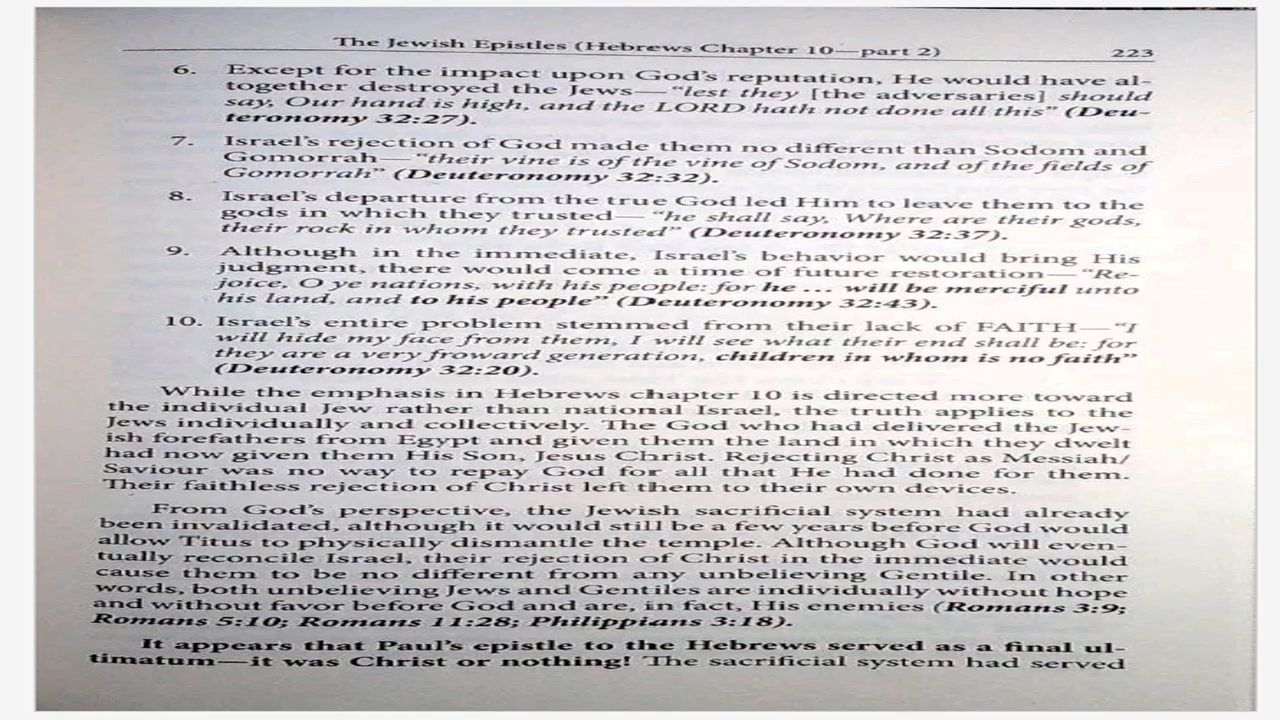 The Jewish Epistles (Hebrews Chapter 10—part 2) 223
6. Except for the impact upon God's reputation, He would have al-
together destroyed the Jews—“lest they [the adversaries] should
say, Our hand is high, and the LORD hath not done all this” (Deu-
teronomy 32:27).
7. Israel's rejection of God made them no different than Sodom and
Gomorrah—“their vine is of the vine of Sodom, and of the fields of
Gomorrah” (Deuteronomy 32:32).
8. Israel's departure from the true God led Him to leave them to the
gods in which they trusted—“he shall say, Where are their gods,
their rock in whom they trusted” (Deuteronomy 32:37).
9. Although in the immediate, Israel's behavior would bring His
judgment, there would come a time of future restoration—“Re-
joice, O ye nations, with his people: for he ... will be merciful unto
his land, and to his people” (Deuteronomy 32:43).
10. Israel's entire problem stemmed from their lack of FAITH—“I
will hide my face from them, I will see what their end shall be: for
they are a very froward generation, children in whom is no faith”
(Deuteronomy 32:20).
While the emphasis in Hebrews chapter 10 is directed more toward
the individual Jew rather than national Israel, the truth applies to the
Jews individually and collectively. The God who had delivered the Jew-
ish forefathers from Egypt and given them the land in which they dwelt
had now given them His Son, Jesus Christ. Rejecting Christ as Messiah/
Saviour was no way to repay God for all that He had done for them.
Their faithless rejection of Christ left them to their own devices.
From God's perspective, the Jewish sacrificial system had already
been invalidated, although it would still be a few years before God would
allow Titus to physically dismantle the temple. Although God will even-
tually reconcile Israel, their rejection of Christ in the immediate would
cause them to be no different from any unbelieving Gentile. In other
words, both unbelieving Jews and Gentiles are individually without hope
and without favor before God and are, in fact, His enemies (Romans 3:9;
Romans 5:10; Romans 11:28; Philippians 3:18).
It appears that Paul's epistle to the Hebrews served as a final ul-
timatum—it was Christ or nothing! The sacrificial system had served